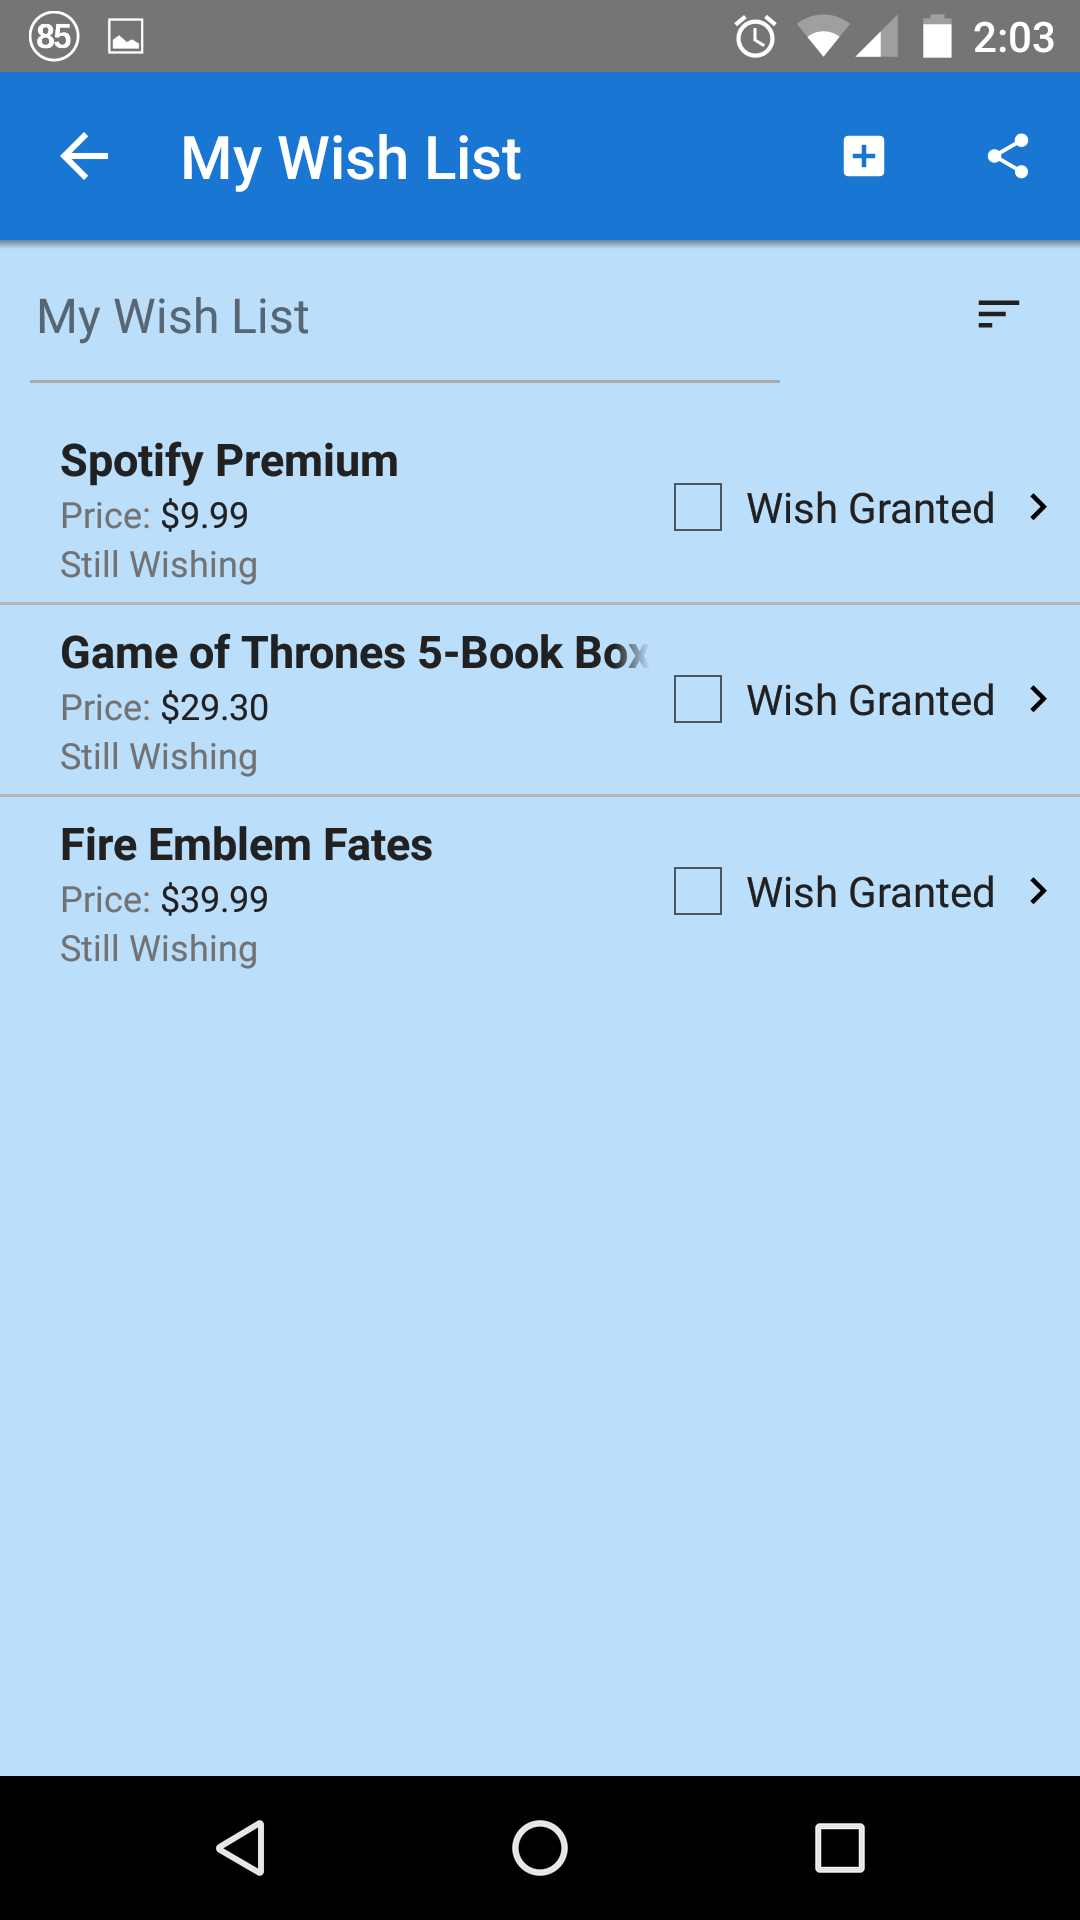 85
2:03
My Wish List
My Wish List
Spotify Premium
Price: $9.99
Still Wishing
Wish Granted
Game of Thrones 5-Book Box
Price: $29.30
Still Wishing
Wish Granted
Fire Emblem Fates
Price: $39.99
Still Wishing
Wish Granted